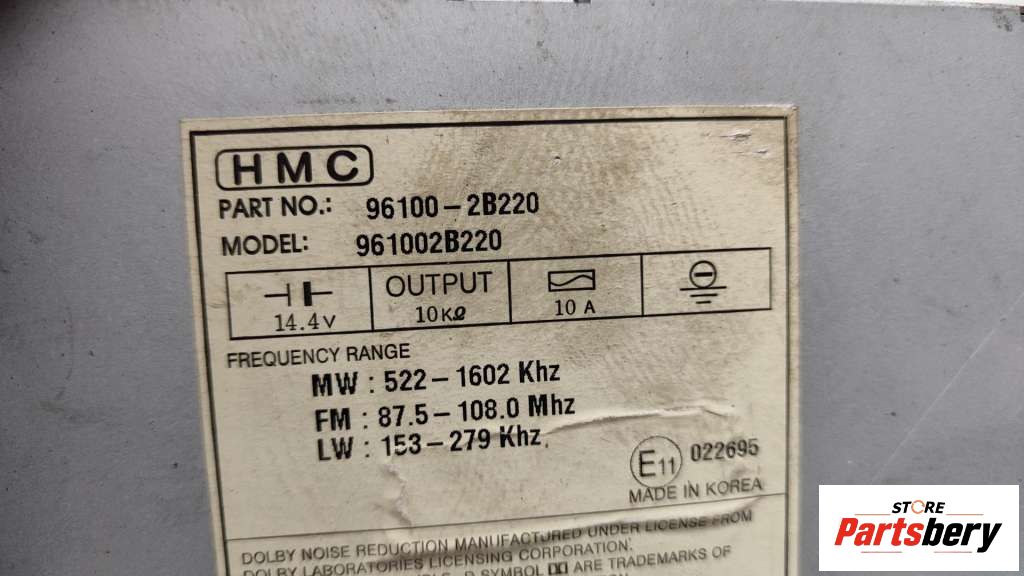 HMC
PART NO.: 96100-2B220
MODEL: 961002B220
14.4V
OUTPUT
10KΩ
10 A
FREQUENCY RANGE
MW : 522-1602 Khz
FM : 87.5-108.0 Mhz
LW : 153-279 Khz
E11 022695
MADE IN KOREA
DOLBY NOISE REDUCTION MANUFACTURED UNDER LICENSE FROM
DOLBY LABORATORIES LICENSING CORPORATION;
D SYMBOL ARE TRADEMARKS OF
STORE
Partsbery